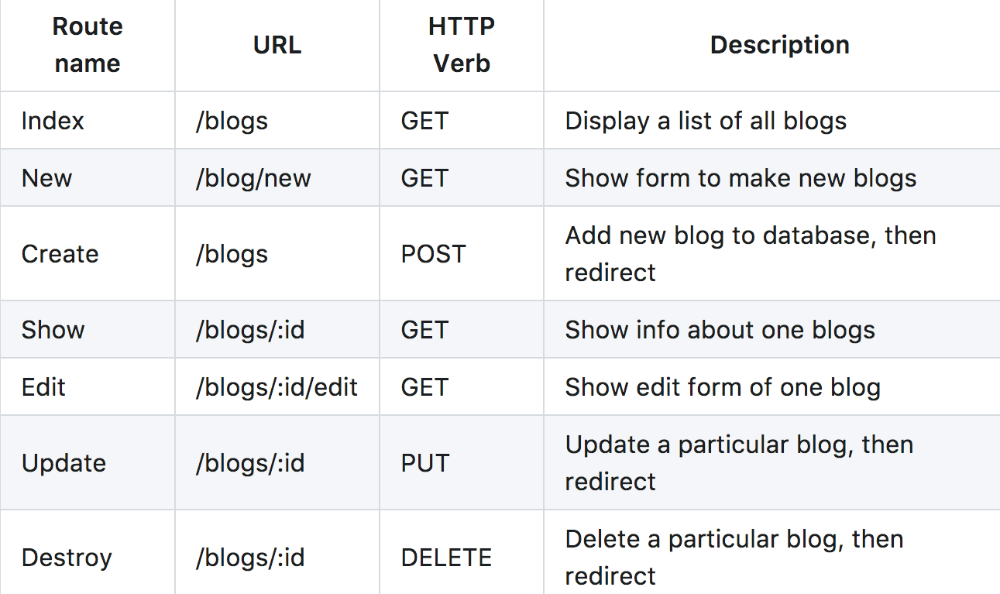 Route name URL HTTP Verb Description
Index /blogs GET Display a list of all blogs
New /blog/new GET Show form to make new blogs
Create /blogs POST Add new blog to database, then
redirect
Show /blogs/:id GET Show info about one blogs
Edit /blogs/:id/edit GET Show edit form of one blog
Update /blogs/:id PUT Update a particular blog, then
redirect
Destroy /blogs/:id DELETE Delete a particular blog, then
redirect